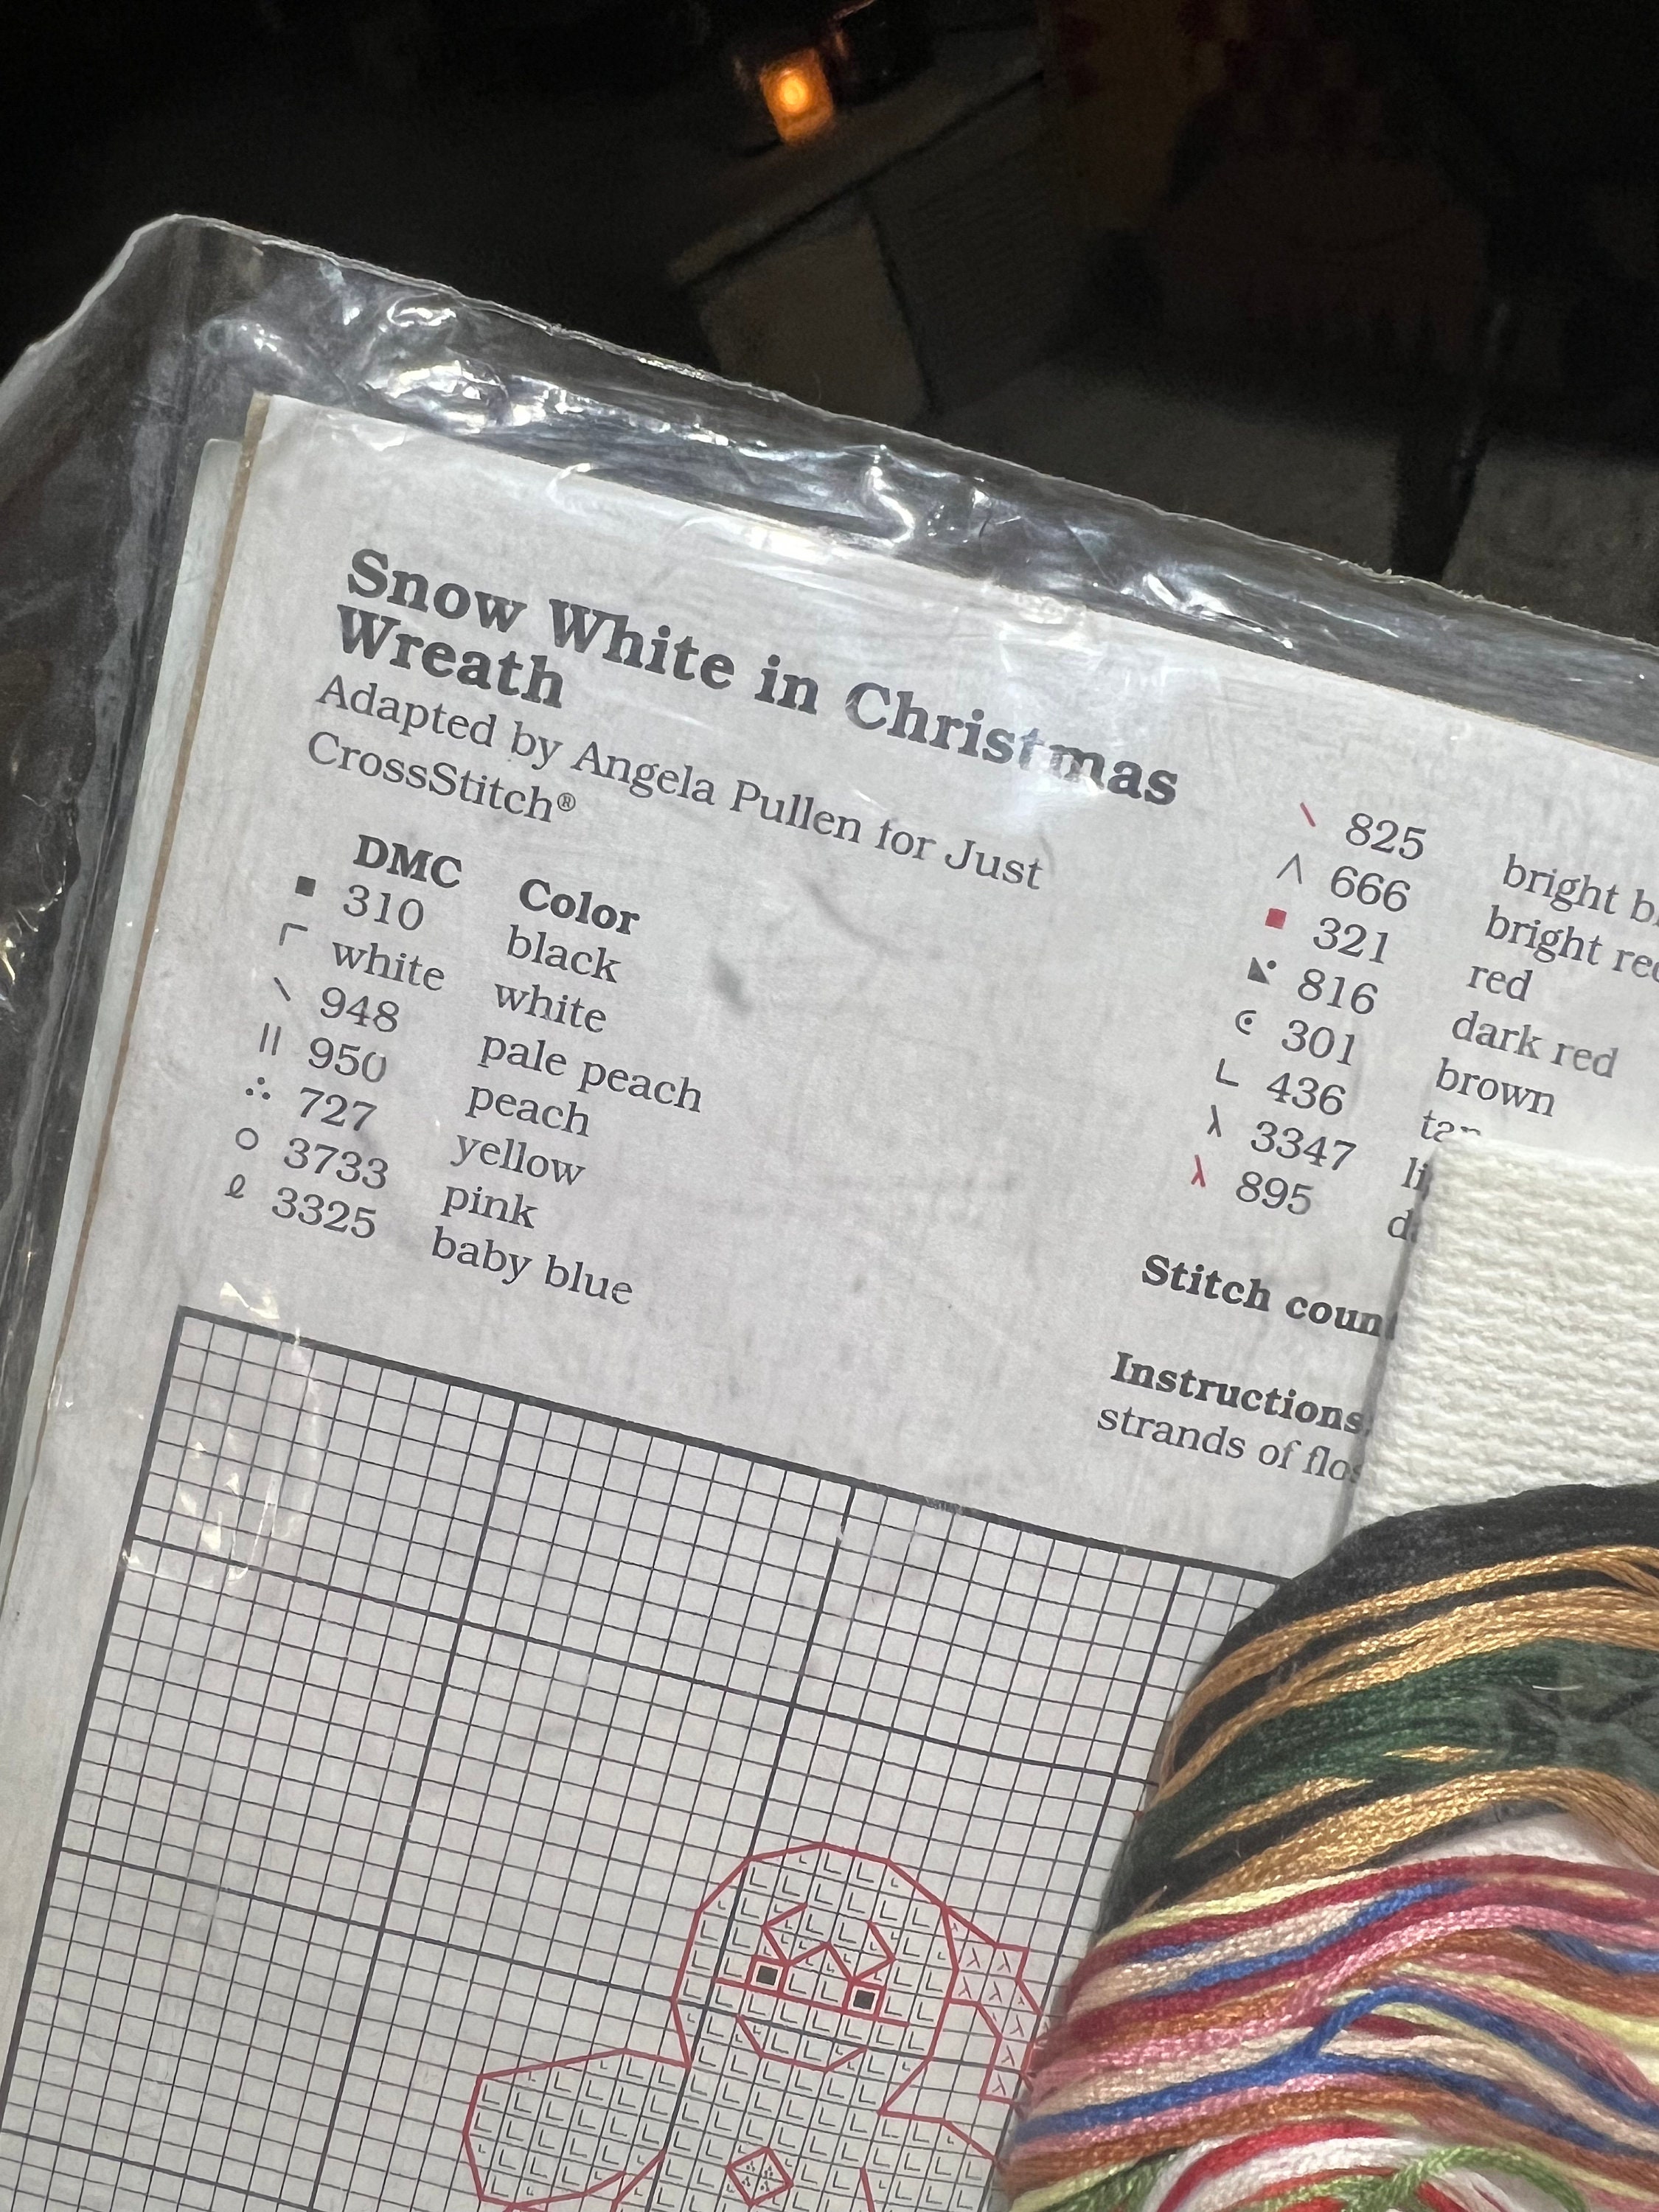 Snow White in Christmas
Wreath
Adapted by Angela Pullen for Just
CrossStitch®
DMC Color
310 black
white white
948 pale peach
950 peach
727 yellow
3733 pink
3325 baby blue
825 bright
666 bright red
321 red
816 dark red
301 brown
436
3347
895
Stitch count
Instructions
strands of